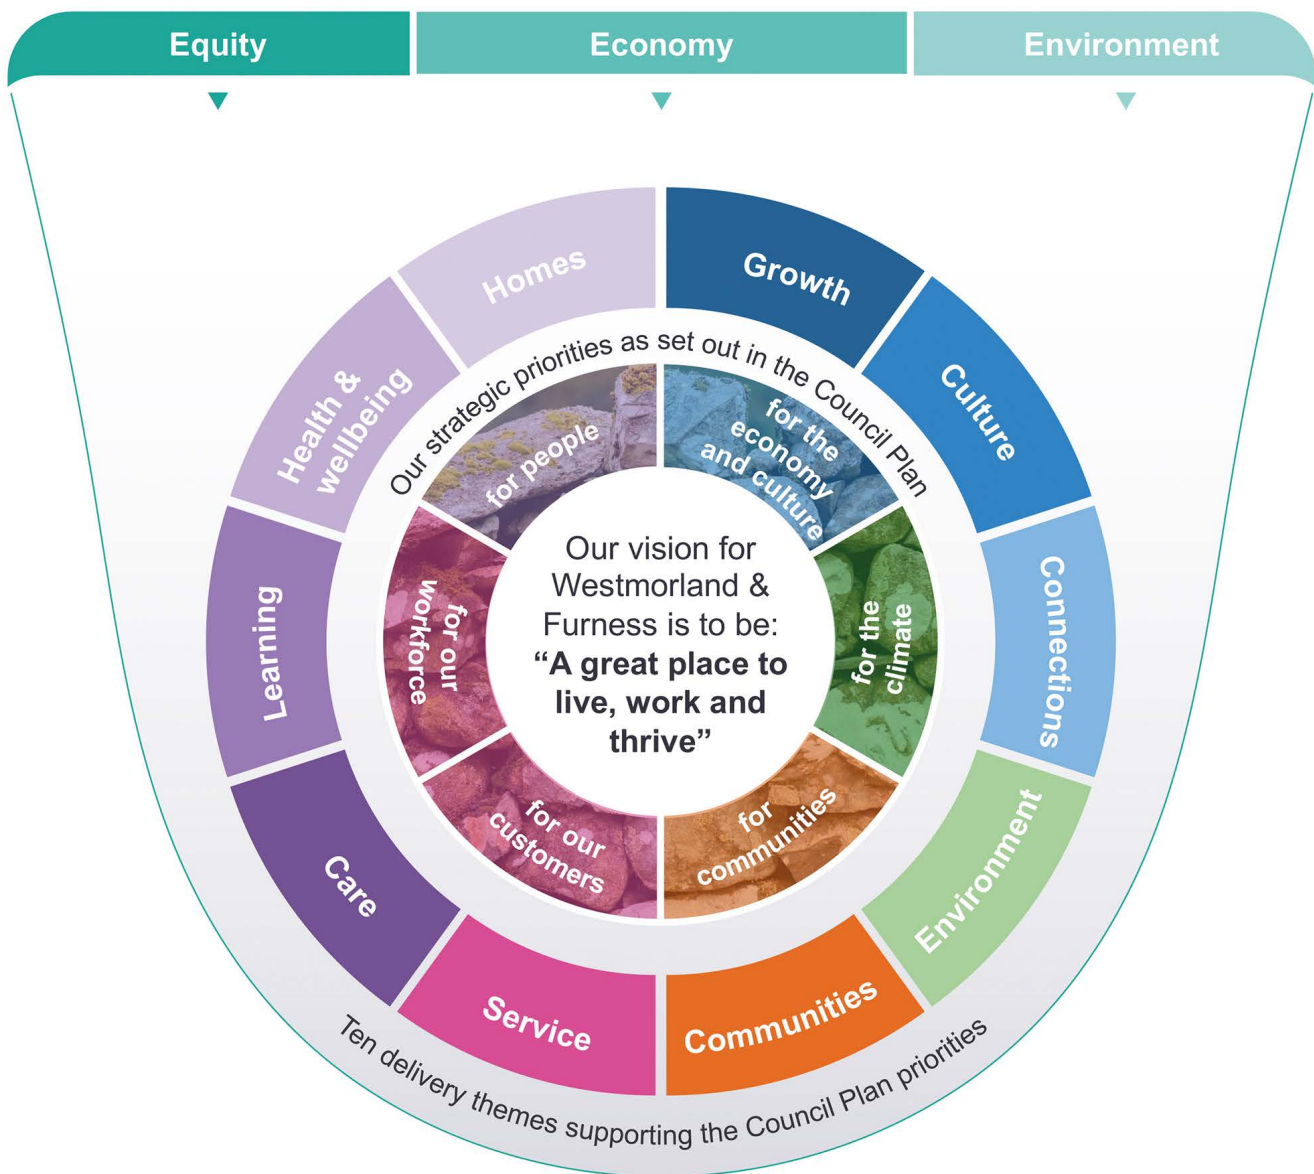 Equity
Economy
Environment
Homes
Growth
Health &
wellbeing
Culture
Learning
Connections
Care
Environment
Service
Communities
Our strategic priorities as set out in the Council Plan
for people
for the
economy
and culture
for our
workforce
for the
climate
for our
customers
for
communities
Our vision for
Westmorland &
Furness is to be:
“A great place to
live, work and
thrive”
Ten delivery themes supporting the Council Plan priorities